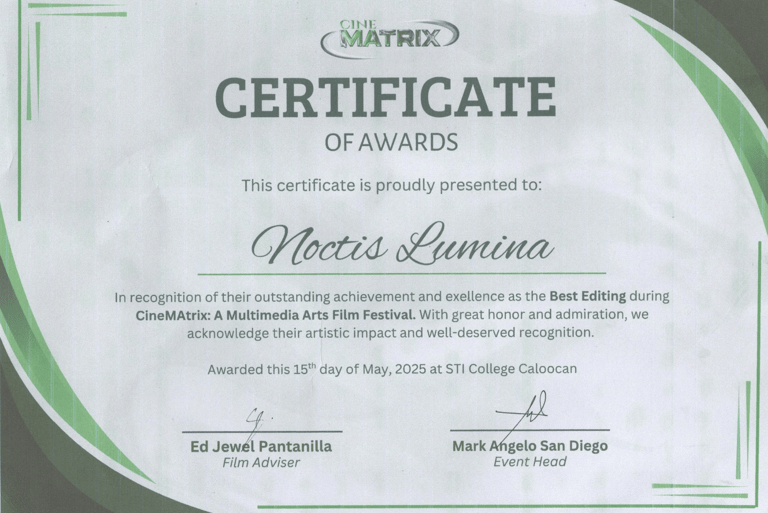 CINE
MATRIX
CERTIFICATE
OF AWARDS
This certificate is proudly presented to:
Noctis Lumina
In recognition of their outstanding achievement and exellence as the Best Editing during
CineMAtrix: A Multimedia Arts Film Festival. With great honor and admiration, we
acknowledge their artistic impact and well-deserved recognition.
Awarded this 15th day of May, 2025 at STI College Caloocan
Ed Jewel Pantanilla
Film Adviser
Mark Angelo San Diego
Event Head